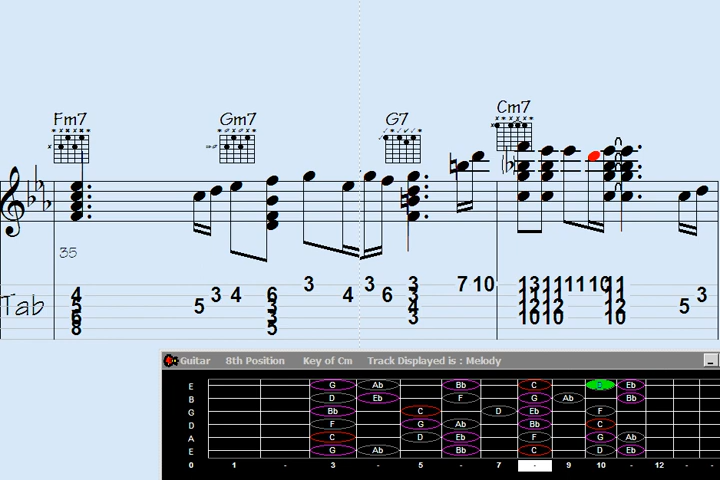 Fm7 Gm7 G7 Cm7
35
3 3 3 7 10 13 11 11 10 11
4 3 4 6 4 6 3
Tab 5 5 3 4 12 12 12 5
6 3 12 12 12
8 5 3 10 10 10
Guitar 8th Position Key of Cm Track Displayed is : Melody
E G Ab Bb C D Eb
B D Eb F G Ab Bb
G Bb C D Eb F
D F G Ab Bb C
A C D Eb F G Ab
E G Ab Bb C D Eb
0 1 - 3 - 5 - 7 - 9 10 - 12 - -